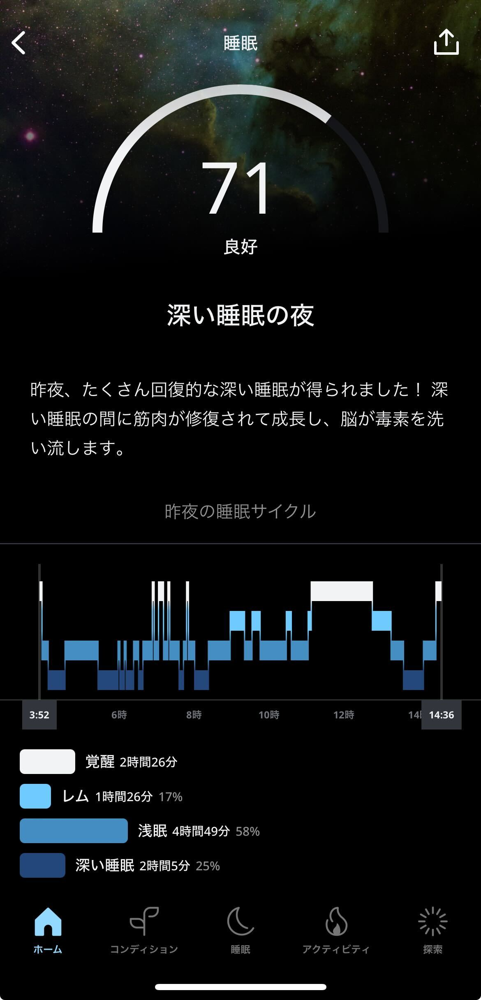 睡眠
71
良好
深い睡眠の夜
昨夜、たくさん回復的な深い睡眠が得られました！ 深
い睡眠の間に筋肉が修復されて成長し、脳が毒素を洗
い流します。
昨夜の睡眠サイクル
3:52 6時 8時 10時 12時 14時 14:36
覚醒 2時間26分
レム 1時間26分 17%
浅眠 4時間49分 58%
深い睡眠 2時間5分 25%
ホーム コンディション 睡眠 アクティビティ 探索